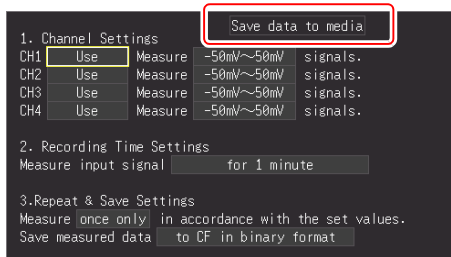 Save data to media
1. Channel Settings
CH1 Use Measure -50mV～50mV signals.
CH2 Use Measure -50mV～50mV signals.
CH3 Use Measure -50mV～50mV signals.
CH4 Use Measure -50mV～50mV signals.
2. Recording Time Settings
Measure input signal for 1 minute
3.Repeat & Save Settings
Measure once only in accordance with the set values.
Save measured data to CF in binary format